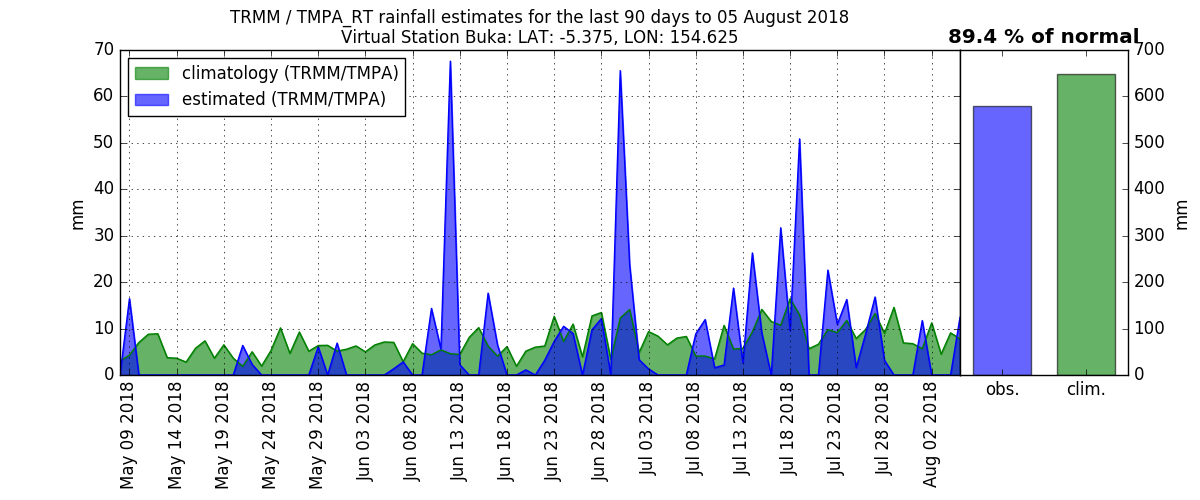 TRMM / TMPA_RT rainfall estimates for the last 90 days to 05 August 2018
Virtual Station Buka: LAT: -5.375, LON: 154.625
89.4 % of normal
climatology (TRMM/TMPA)
estimated (TRMM/TMPA)
mm
70
60
50
40
30
20
10
0
May 09 2018
May 14 2018
May 19 2018
May 24 2018
May 29 2018
Jun 03 2018
Jun 08 2018
Jun 13 2018
Jun 18 2018
Jun 23 2018
Jun 28 2018
Jul 03 2018
Jul 08 2018
Jul 13 2018
Jul 18 2018
Jul 23 2018
Jul 28 2018
Aug 02 2018
obs.
clim.
700
600
500
400
300
200
100
0
mm